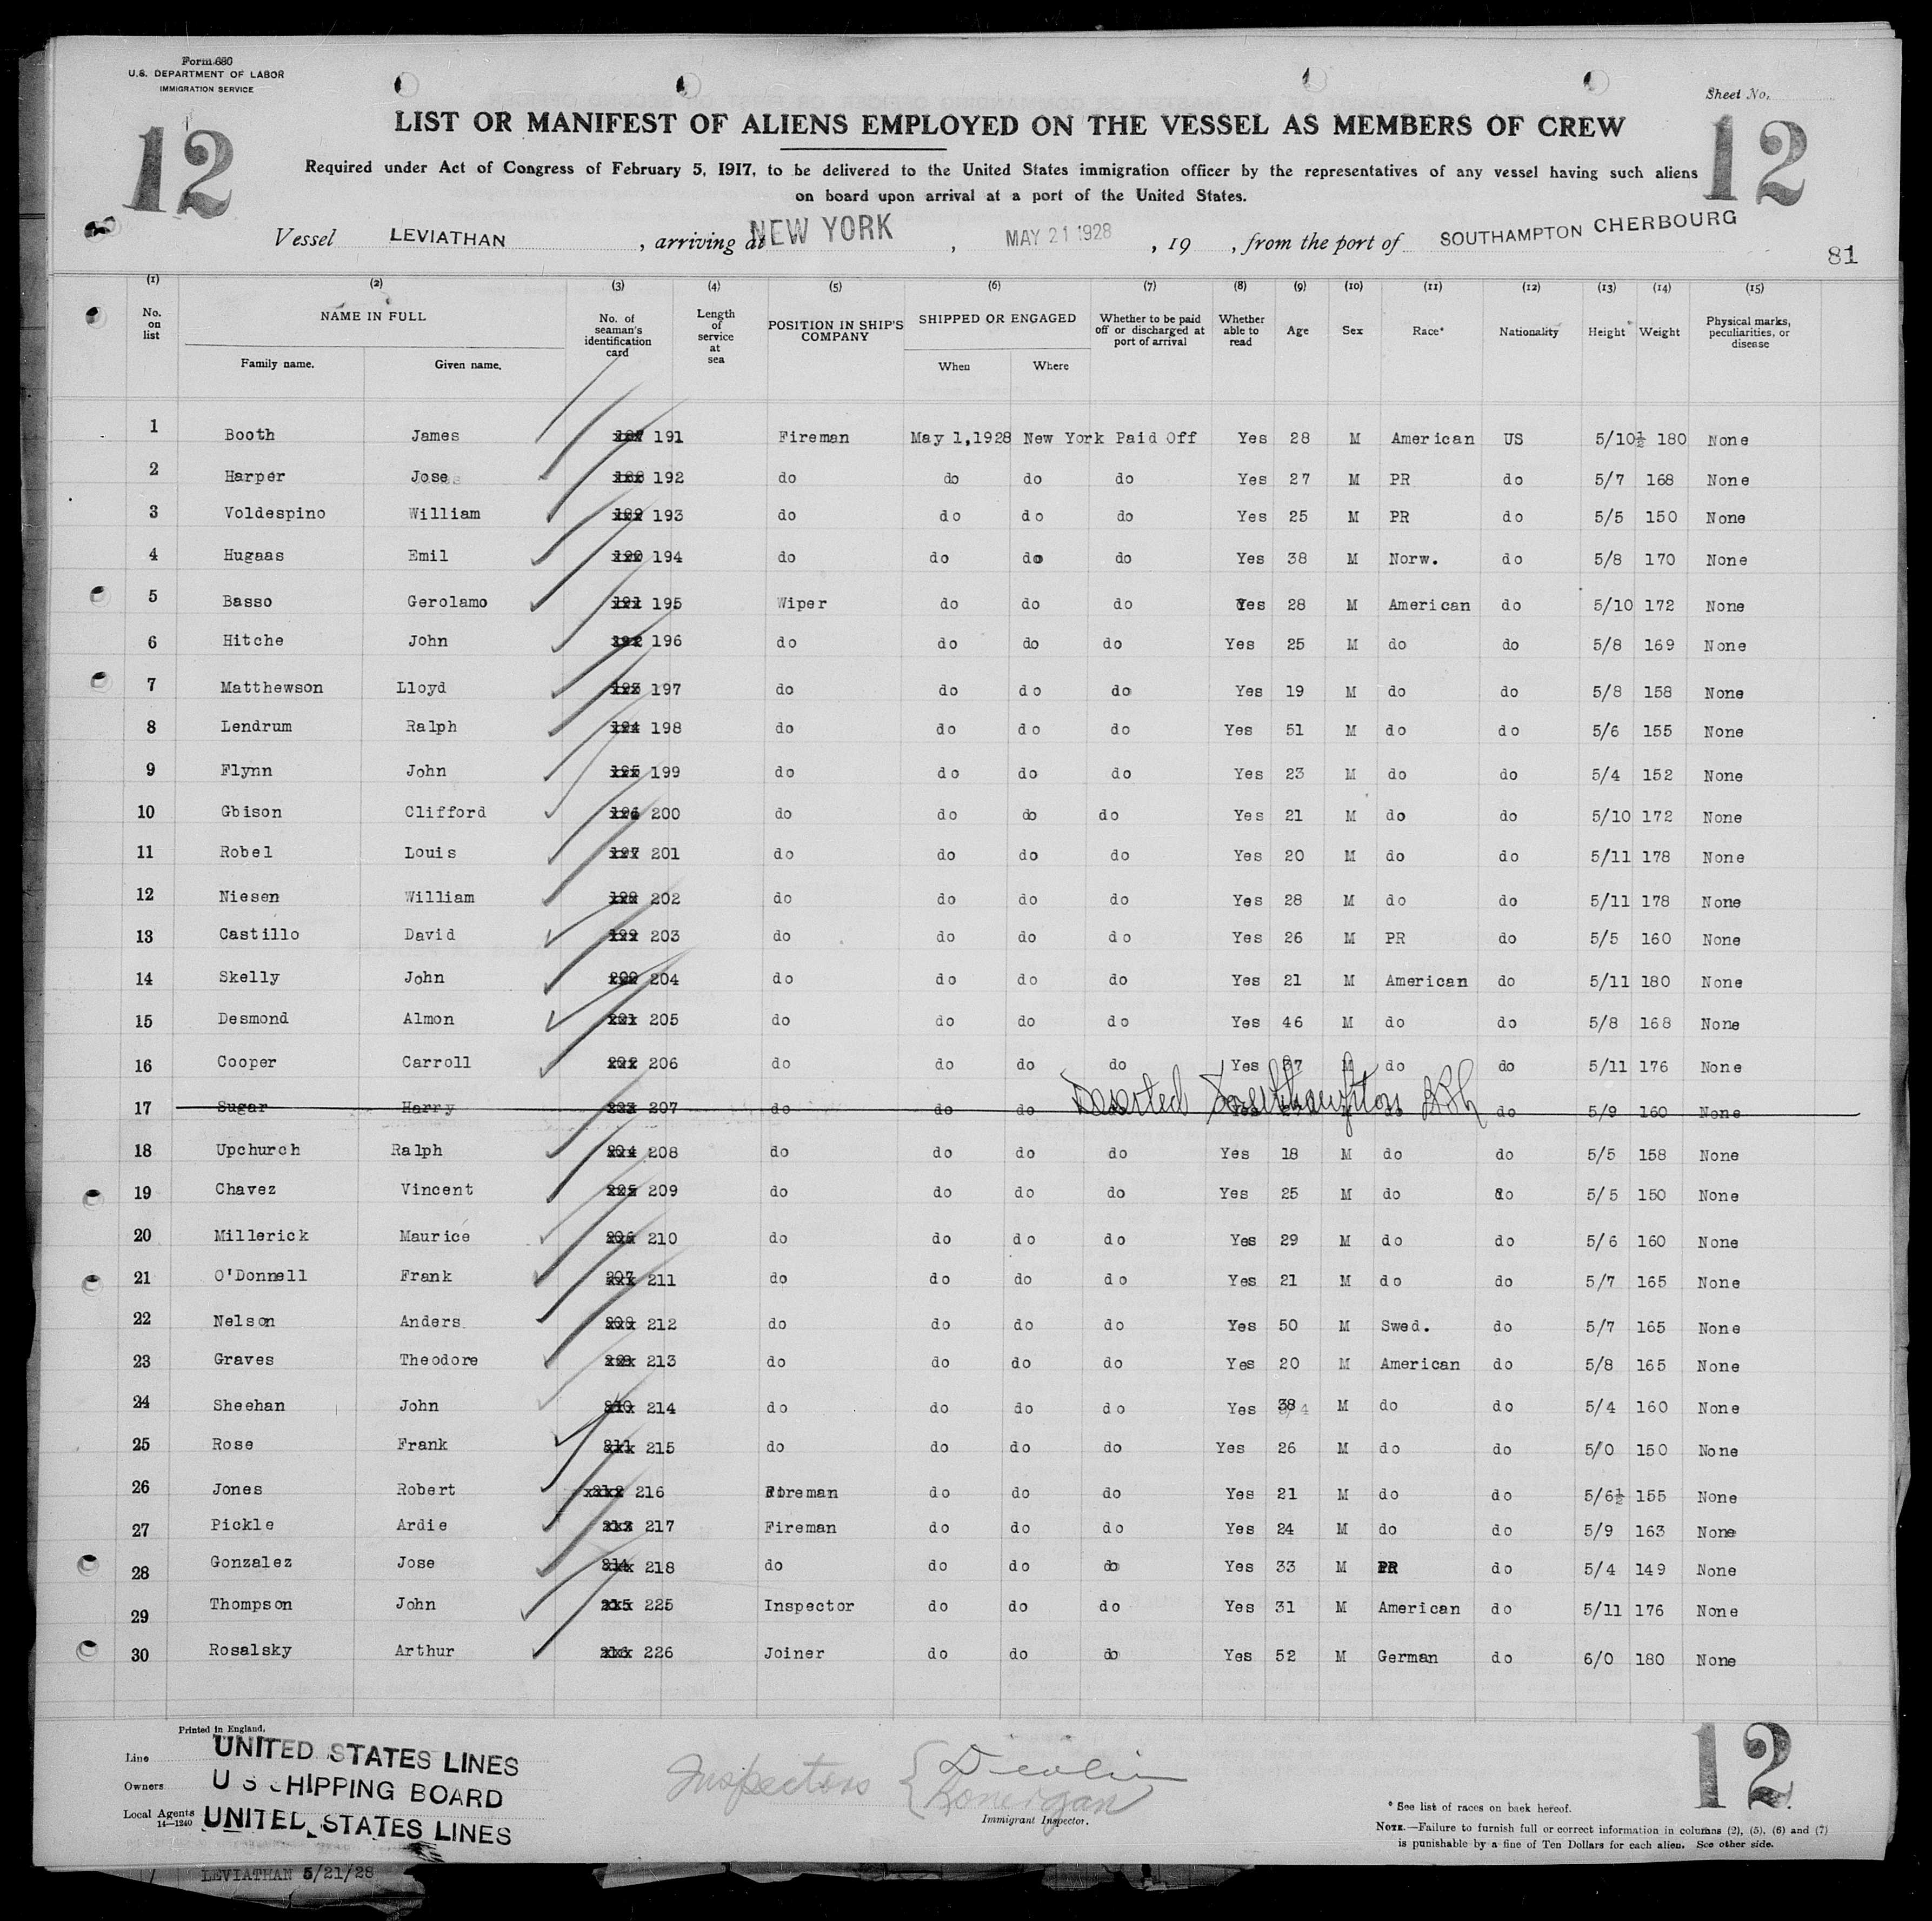 Form 680
U.S. DEPARTMENT OF LABOR
IMMIGRATION SERVICE
Sheet No.
12
LIST OR MANIFEST OF ALIENS EMPLOYED ON THE VESSEL AS MEMBERS OF CREW
12
Required under Act of Congress of February 5, 1917, to be delivered to the United States immigration officer by the representatives of any vessel having such aliens
on board upon arrival at a port of the United States.
Vessel LEVIATHAN, arriving at NEW YORK, MAY 21 1928, 19 , from the port of SOUTHAMPTON CHERBOURG
81
(1) (2) (3) (4) (5) (6) (7) (8) (9) (10) (11) (12) (13) (14) (15)
No. on list NAME IN FULL Family name. Given name. No. of seaman's identification card Length of service at sea POSITION IN SHIP'S COMPANY SHIPPED OR ENGAGED When Where Whether to be paid off or discharged at port of arrival Whether able to read Age Sex Race* Nationality Height Weight Physical marks, peculiarities, or disease
1 Booth James 191 Fireman May 1,1928 New York Paid Off Yes 28 M American US 5/10½ 180 None
2 Harper Jose 192 do do do do Yes 27 M PR do 5/7 168 None
3 Voldespino William 193 do do do do Yes 25 M PR do 5/5 150 None
4 Hugaas Emil 194 do do do do Yes 38 M Norw. do 5/8 170 None
5 Basso Gerolamo 195 Wiper do do do Yes 28 M American do 5/10 172 None
6 Hitche John 196 do do do do Yes 25 M do do 5/8 169 None
7 Matthewson Lloyd 197 do do do do Yes 19 M do do 5/8 158 None
8 Lendrum Ralph 198 do do do do Yes 51 M do do 5/6 155 None
9 Flynn John 199 do do do do Yes 23 M do do 5/4 152 None
10 Gbison Clifford 200 do do do do Yes 21 M do do 5/10 172 None
11 Robel Louis 201 do do do do Yes 20 M do do 5/11 178 None
12 Niesen William 202 do do do do Yes 28 M do do 5/11 178 None
13 Castillo David 203 do do do do Yes 26 M PR do 5/5 160 None
14 Skelly John 204 do do do do Yes 21 M American do 5/11 180 None
15 Desmond Almon 205 do do do do Yes 46 M do do 5/8 168 None
16 Cooper Carroll 206 do do do do Yes 37 M do do 5/11 176 None
17 Sugar Harry 207 do do do Deserted Southampton do 5/9 160 None
18 Upchurch Ralph 208 do do do do Yes 18 M do do 5/5 158 None
19 Chavez Vincent 209 do do do do Yes 25 M do do 5/5 150 None
20 Millerick Maurice 210 do do do do Yes 29 M do do 5/6 160 None
21 O'Donnell Frank 211 do do do do Yes 21 M do do 5/7 165 None
22 Nelson Anders 212 do do do do Yes 50 M Swed. do 5/7 165 None
23 Graves Theodore 213 do do do do Yes 20 M American do 5/8 165 None
24 Sheehan John 214 do do do do Yes 38 M do do 5/4 160 None
25 Rose Frank 215 do do do do Yes 26 M do do 5/0 150 None
26 Jones Robert 216 Foreman do do do Yes 21 M do do 5/6½ 155 None
27 Pickle Ardie 217 Fireman do do do Yes 24 M do do 5/9 163 None
28 Gonzalez Jose 218 do do do do Yes 33 M PR do 5/4 149 None
29 Thompson John 225 Inspector do do do Yes 31 M American do 5/11 176 None
30 Rosalsky Arthur 226 Joiner do do do Yes 52 M German do 6/0 180 None
Printed in England.
Line UNITED STATES LINES
Owners U S SHIPPING BOARD
Local Agents UNITED STATES LINES
14—1240
Inspectors
Immigrant Inspector.
12
* See list of races on back hereof.
NOTE.—Failure to furnish full or correct information in columns (2), (5), (6) and (7)
is punishable by a fine of Ten Dollars for each alien. See other side.
LEVIATHAN 5/21/28